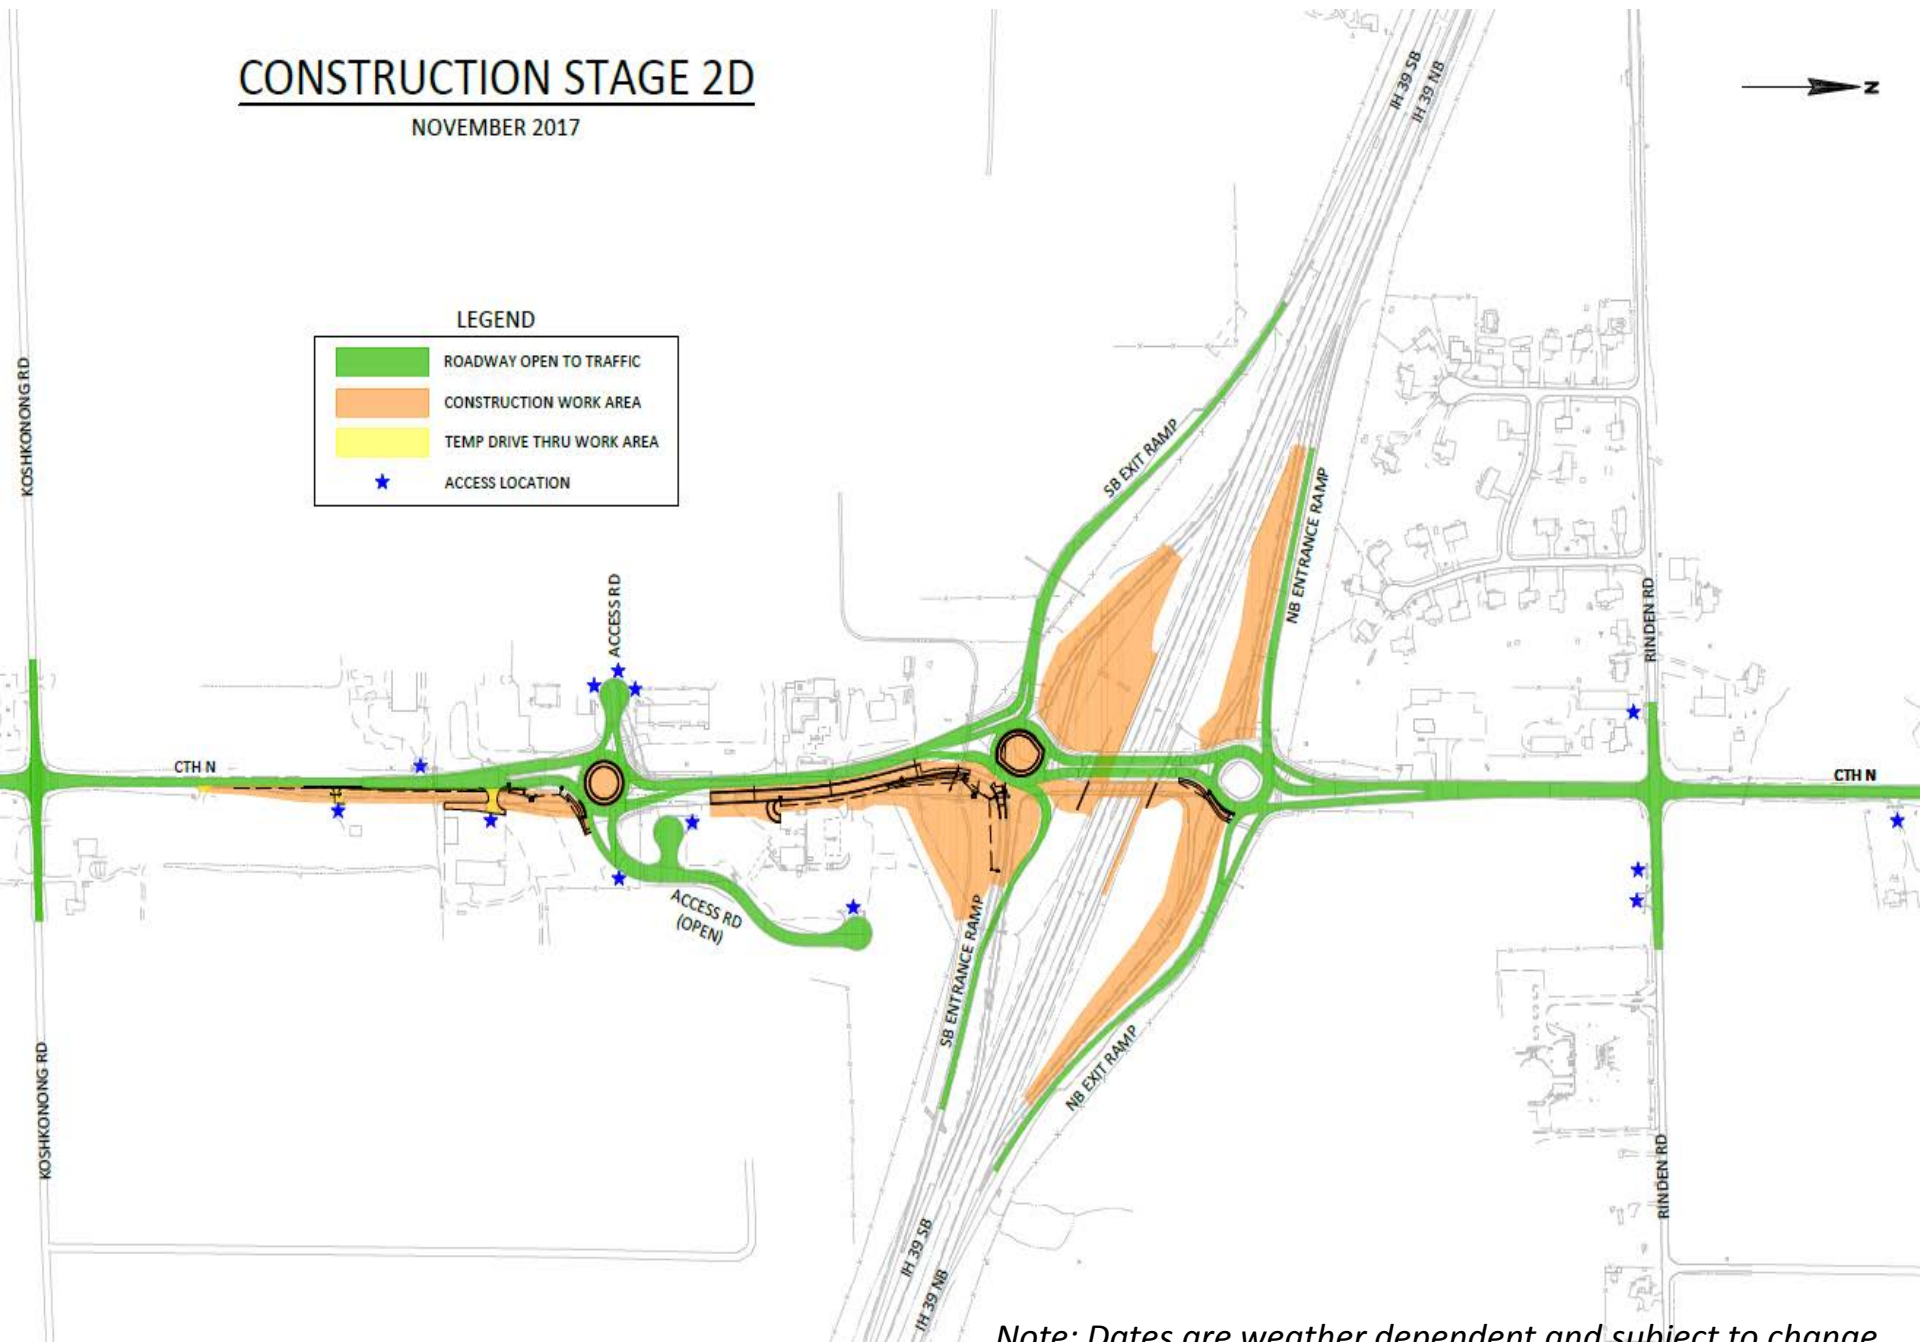 CONSTRUCTION STAGE 2D
NOVEMBER 2017
N
IH 39 SB
IH 39 NB
LEGEND
ROADWAY OPEN TO TRAFFIC
CONSTRUCTION WORK AREA
TEMP DRIVE THRU WORK AREA
ACCESS LOCATION
KOSHKONONG RD
SB EXIT RAMP
NB ENTRANCE RAMP
ACCESS RD
RINDEN RD
CTH N
CTH N
ACCESS RD
(OPEN)
SB ENTRANCE RAMP
NB EXIT RAMP
KOSHKONONG RD
RINDEN RD
IH 39 SB
IH 39 NB
Note: Dates are weather dependent and subject to change